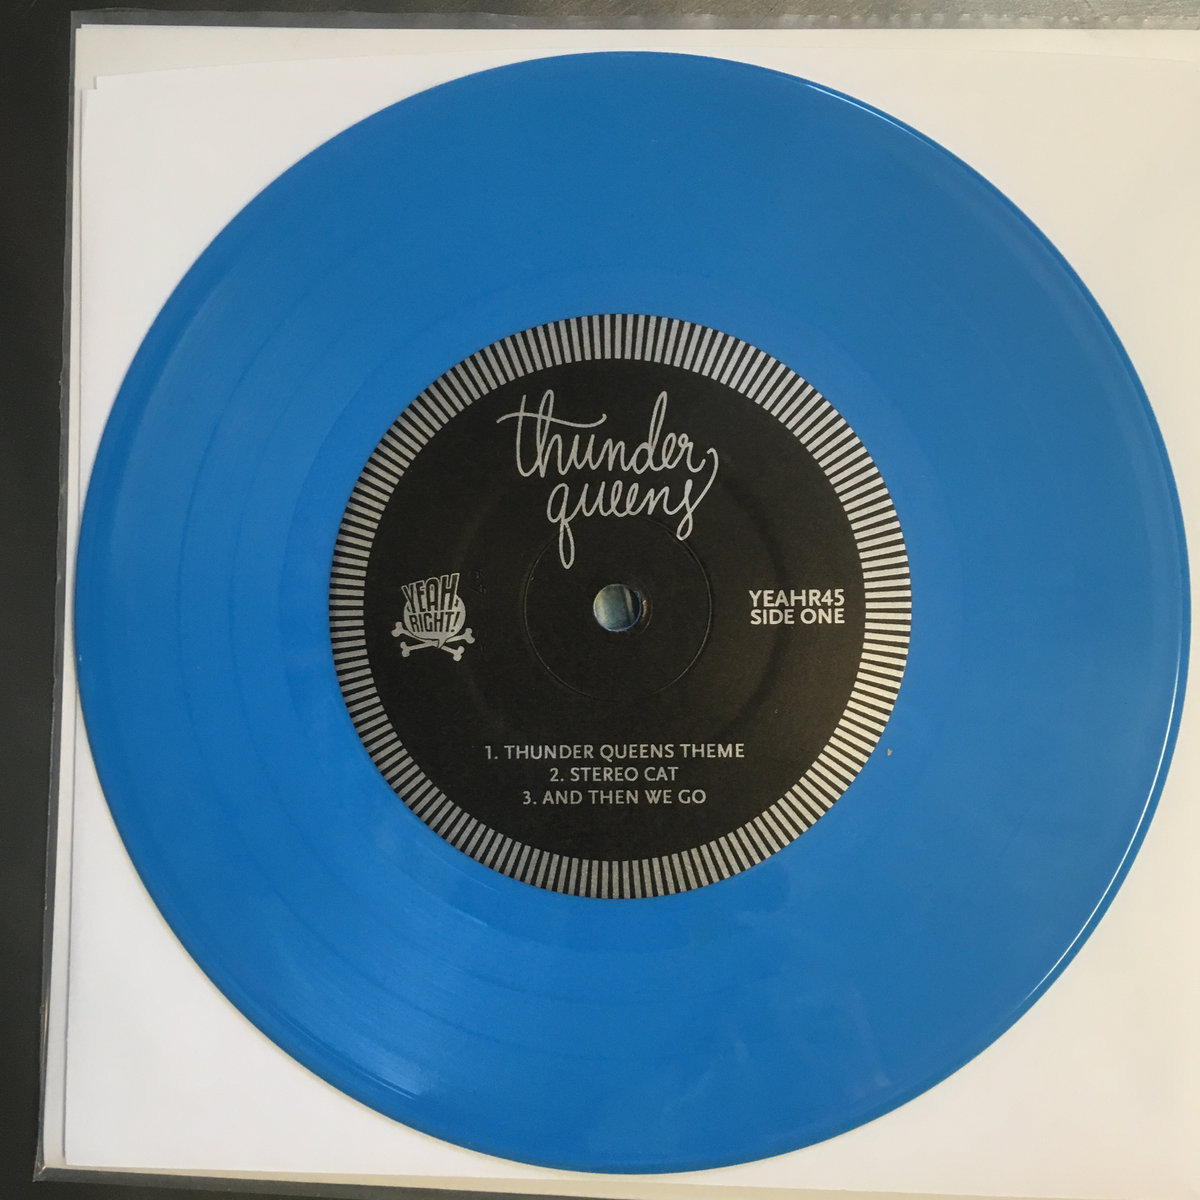 thunder
queens
YEAH
RIGHT!
YEAHR45
SIDE ONE
1. THUNDER QUEENS THEME
2. STEREO CAT
3. AND THEN WE GO